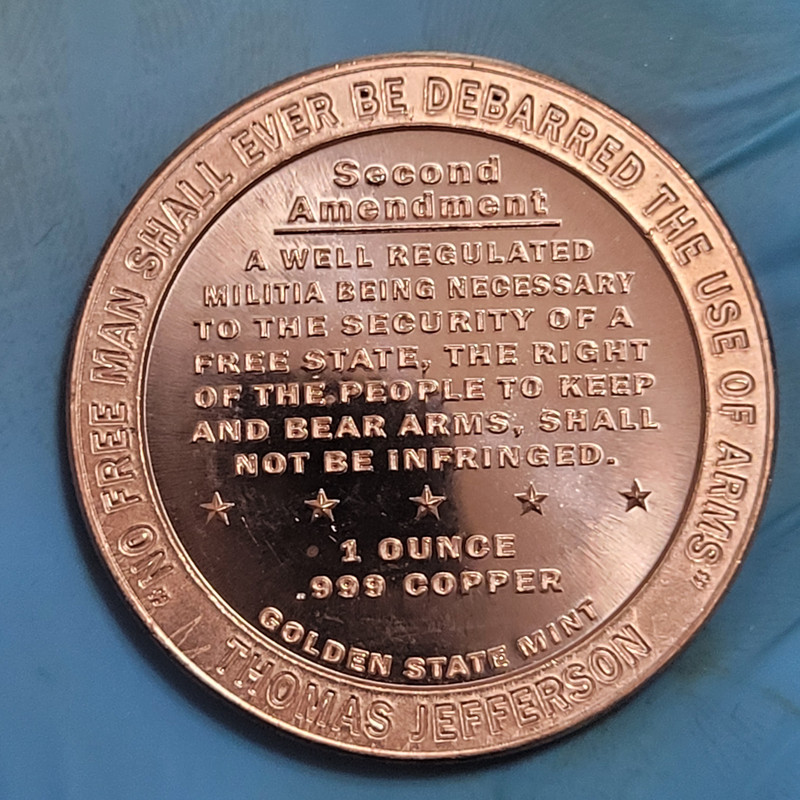 "NO FREE MAN SHALL EVER BE DEBARRED THE USE OF ARMS"
Second
Amendment
A WELL REGULATED
MILITIA BEING NECESSARY
TO THE SECURITY OF A
FREE STATE, THE RIGHT
OF THE PEOPLE TO KEEP
AND BEAR ARMS, SHALL
NOT BE INFRINGED.
1 OUNCE
.999 COPPER
GOLDEN STATE MINT
THOMAS JEFFERSON